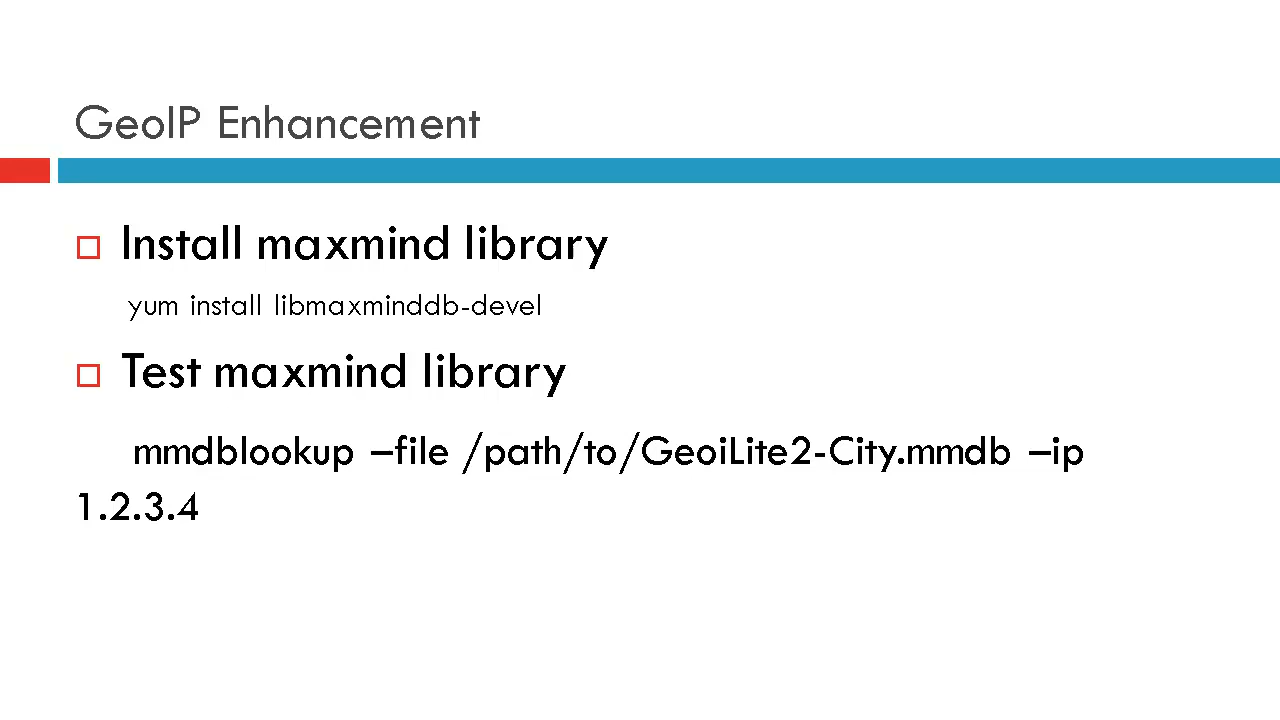 GeoIP Enhancement
Install maxmind library
yum install libmaxminddb-devel
Test maxmind library
mmdblookup –file /path/to/GeoiLite2-City.mmdb –ip
1.2.3.4